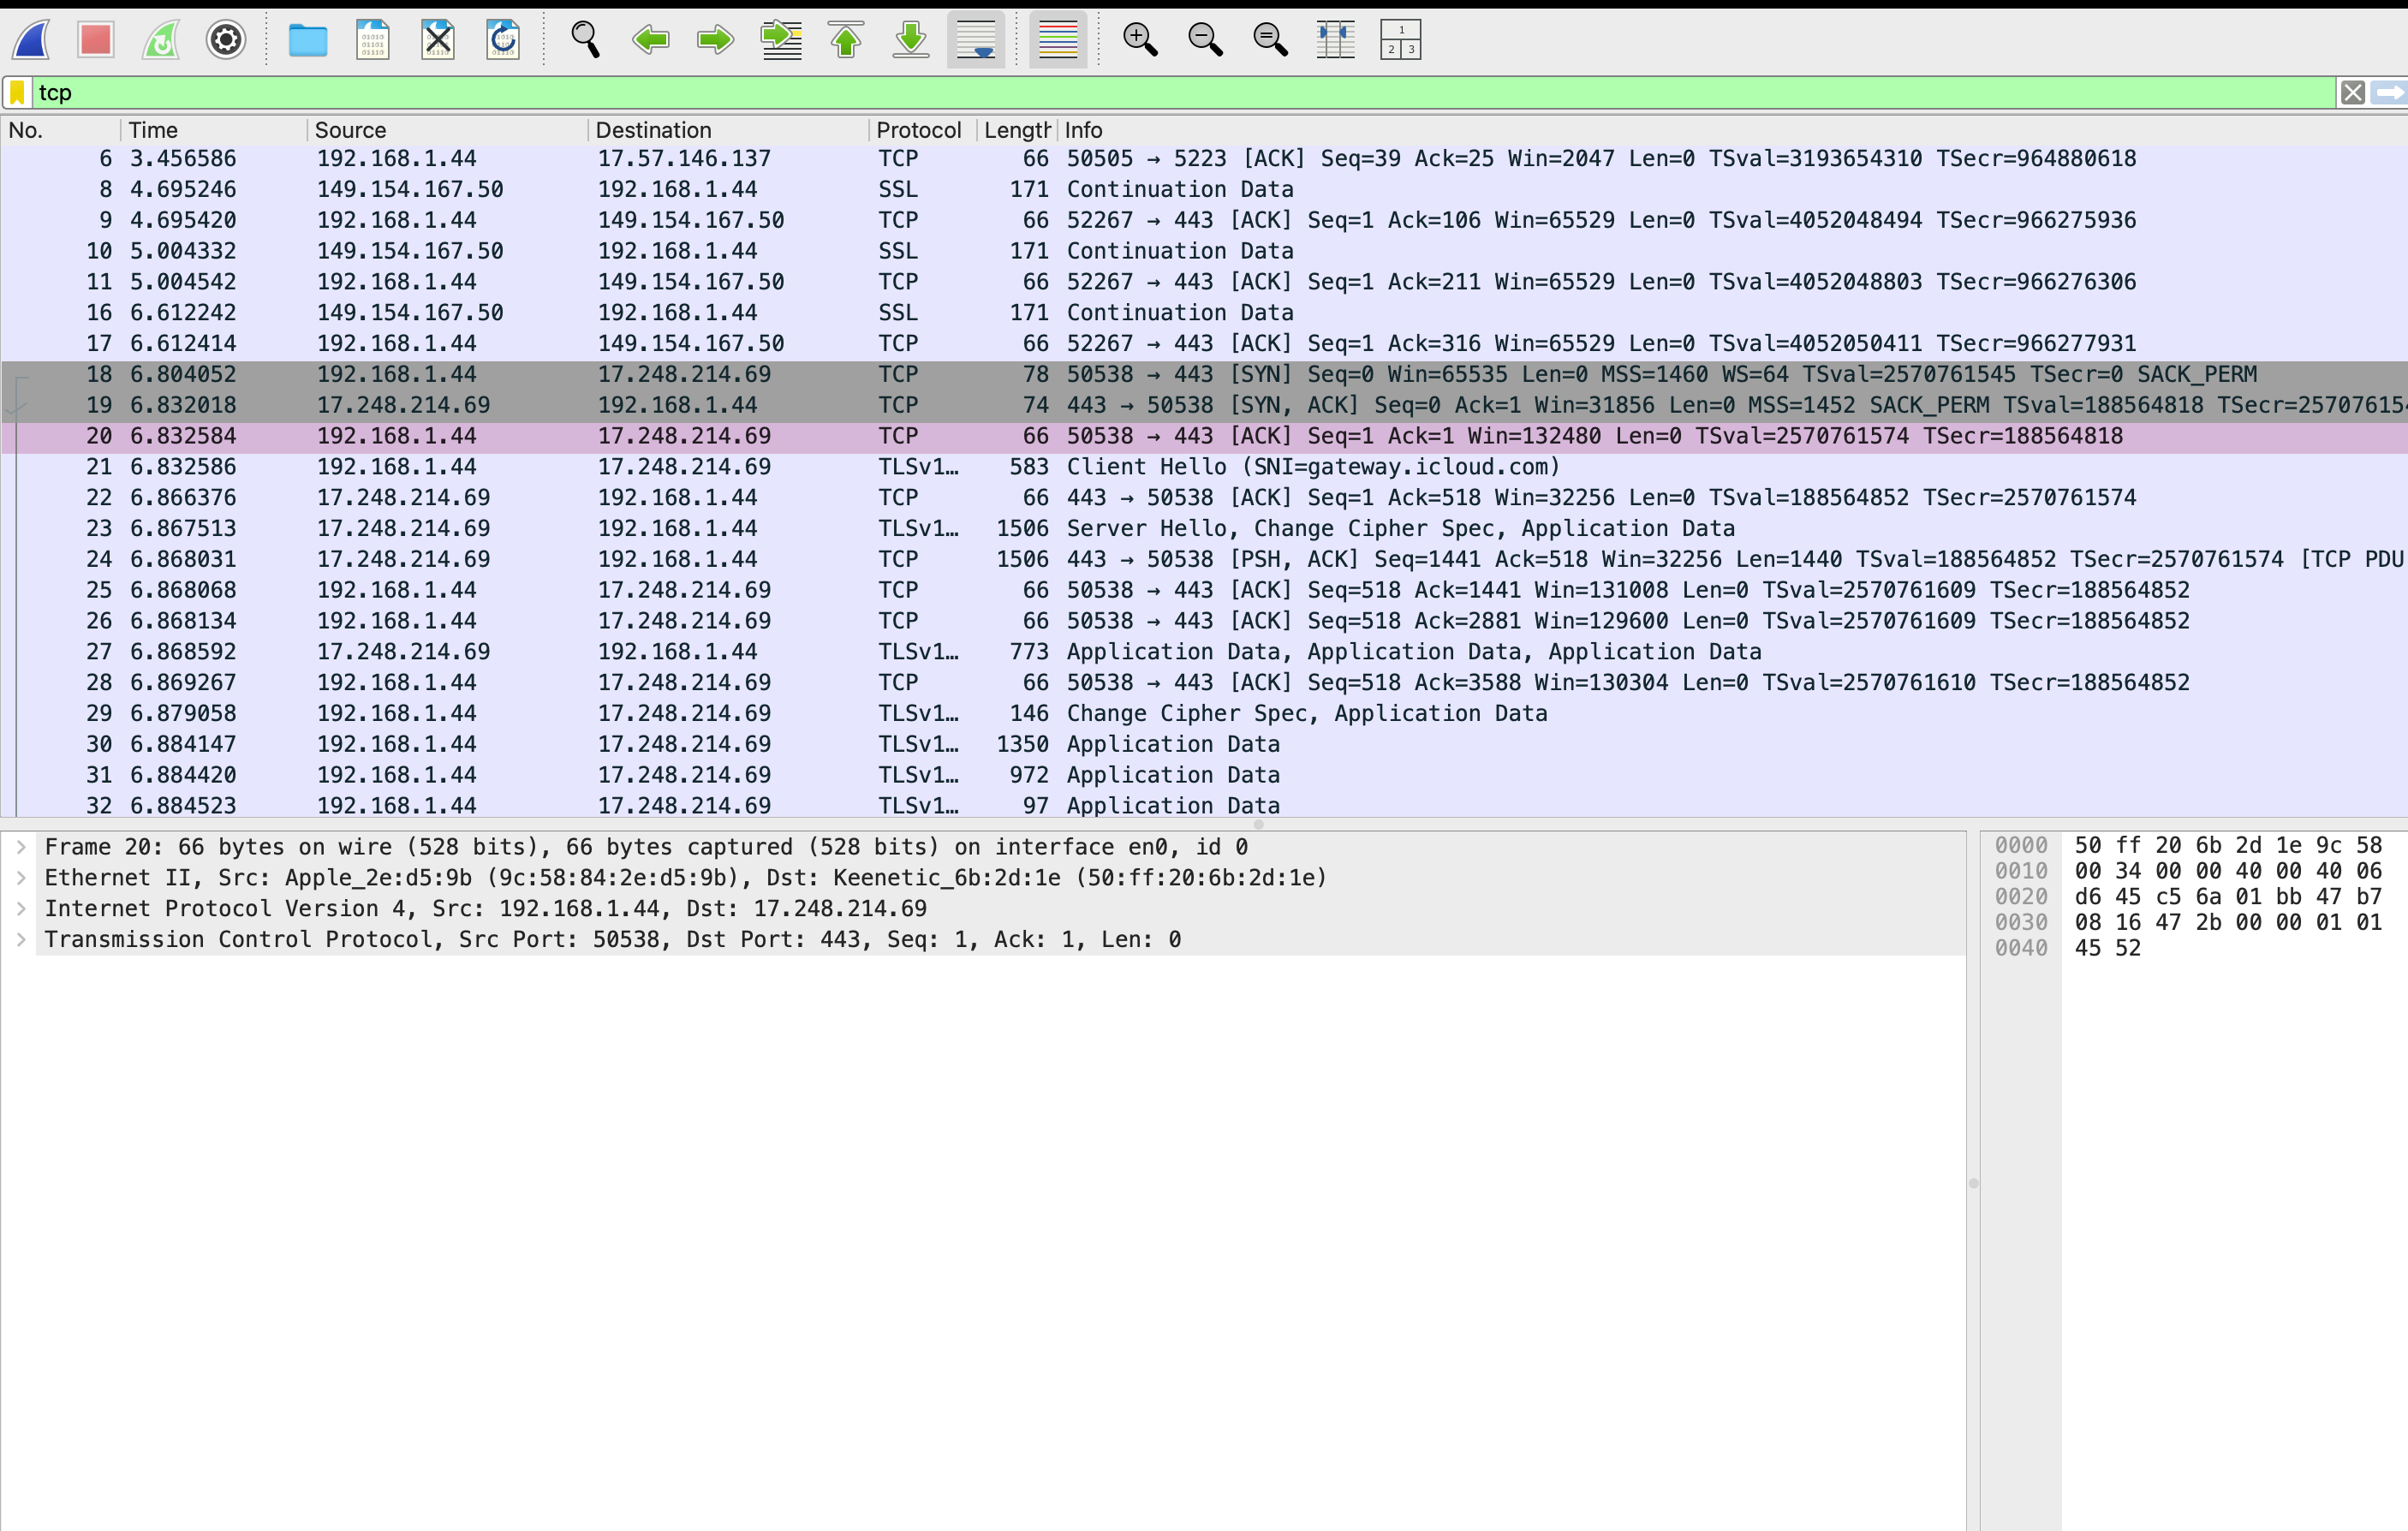 tcp
No. Time Source Destination Protocol Length Info
6 3.456586 192.168.1.44 17.57.146.137 TCP 66 50505 → 5223 [ACK] Seq=39 Ack=25 Win=2047 Len=0 TSval=3193654310 TSecr=964880618
8 4.695246 149.154.167.50 192.168.1.44 SSL 171 Continuation Data
9 4.695420 192.168.1.44 149.154.167.50 TCP 66 52267 → 443 [ACK] Seq=1 Ack=106 Win=65529 Len=0 TSval=4052048494 TSecr=966275936
10 5.004332 149.154.167.50 192.168.1.44 SSL 171 Continuation Data
11 5.004542 192.168.1.44 149.154.167.50 TCP 66 52267 → 443 [ACK] Seq=1 Ack=211 Win=65529 Len=0 TSval=4052048803 TSecr=966276306
16 6.612242 149.154.167.50 192.168.1.44 SSL 171 Continuation Data
17 6.612414 192.168.1.44 149.154.167.50 TCP 66 52267 → 443 [ACK] Seq=1 Ack=316 Win=65529 Len=0 TSval=4052050411 TSecr=966277931
18 6.804052 192.168.1.44 17.248.214.69 TCP 78 50538 → 443 [SYN] Seq=0 Win=65535 Len=0 MSS=1460 WS=64 TSval=2570761545 TSecr=0 SACK_PERM
19 6.832018 17.248.214.69 192.168.1.44 TCP 74 443 → 50538 [SYN, ACK] Seq=0 Ack=1 Win=31856 Len=0 MSS=1452 SACK_PERM TSval=188564818 TSecr=25707615
20 6.832584 192.168.1.44 17.248.214.69 TCP 66 50538 → 443 [ACK] Seq=1 Ack=1 Win=132480 Len=0 TSval=2570761574 TSecr=188564818
21 6.832586 192.168.1.44 17.248.214.69 TLSv1… 583 Client Hello (SNI=gateway.icloud.com)
22 6.866376 17.248.214.69 192.168.1.44 TCP 66 443 → 50538 [ACK] Seq=1 Ack=518 Win=32256 Len=0 TSval=188564852 TSecr=2570761574
23 6.867513 17.248.214.69 192.168.1.44 TLSv1… 1506 Server Hello, Change Cipher Spec, Application Data
24 6.868031 17.248.214.69 192.168.1.44 TCP 1506 443 → 50538 [PSH, ACK] Seq=1441 Ack=518 Win=32256 Len=1440 TSval=188564852 TSecr=2570761574 [TCP PDU
25 6.868068 192.168.1.44 17.248.214.69 TCP 66 50538 → 443 [ACK] Seq=518 Ack=1441 Win=131008 Len=0 TSval=2570761609 TSecr=188564852
26 6.868134 192.168.1.44 17.248.214.69 TCP 66 50538 → 443 [ACK] Seq=518 Ack=2881 Win=129600 Len=0 TSval=2570761609 TSecr=188564852
27 6.868592 17.248.214.69 192.168.1.44 TLSv1… 773 Application Data, Application Data, Application Data
28 6.869267 192.168.1.44 17.248.214.69 TCP 66 50538 → 443 [ACK] Seq=518 Ack=3588 Win=130304 Len=0 TSval=2570761610 TSecr=188564852
29 6.879058 192.168.1.44 17.248.214.69 TLSv1… 146 Change Cipher Spec, Application Data
30 6.884147 192.168.1.44 17.248.214.69 TLSv1… 1350 Application Data
31 6.884420 192.168.1.44 17.248.214.69 TLSv1… 972 Application Data
32 6.884523 192.168.1.44 17.248.214.69 TLSv1… 97 Application Data
Frame 20: 66 bytes on wire (528 bits), 66 bytes captured (528 bits) on interface en0, id 0
Ethernet II, Src: Apple_2e:d5:9b (9c:58:84:2e:d5:9b), Dst: Keenetic_6b:2d:1e (50:ff:20:6b:2d:1e)
Internet Protocol Version 4, Src: 192.168.1.44, Dst: 17.248.214.69
Transmission Control Protocol, Src Port: 50538, Dst Port: 443, Seq: 1, Ack: 1, Len: 0
0000 50 ff 20 6b 2d 1e 9c 58
0010 00 34 00 00 40 00 40 06
0020 d6 45 c5 6a 01 bb 47 b7
0030 08 16 47 2b 00 00 01 01
0040 45 52